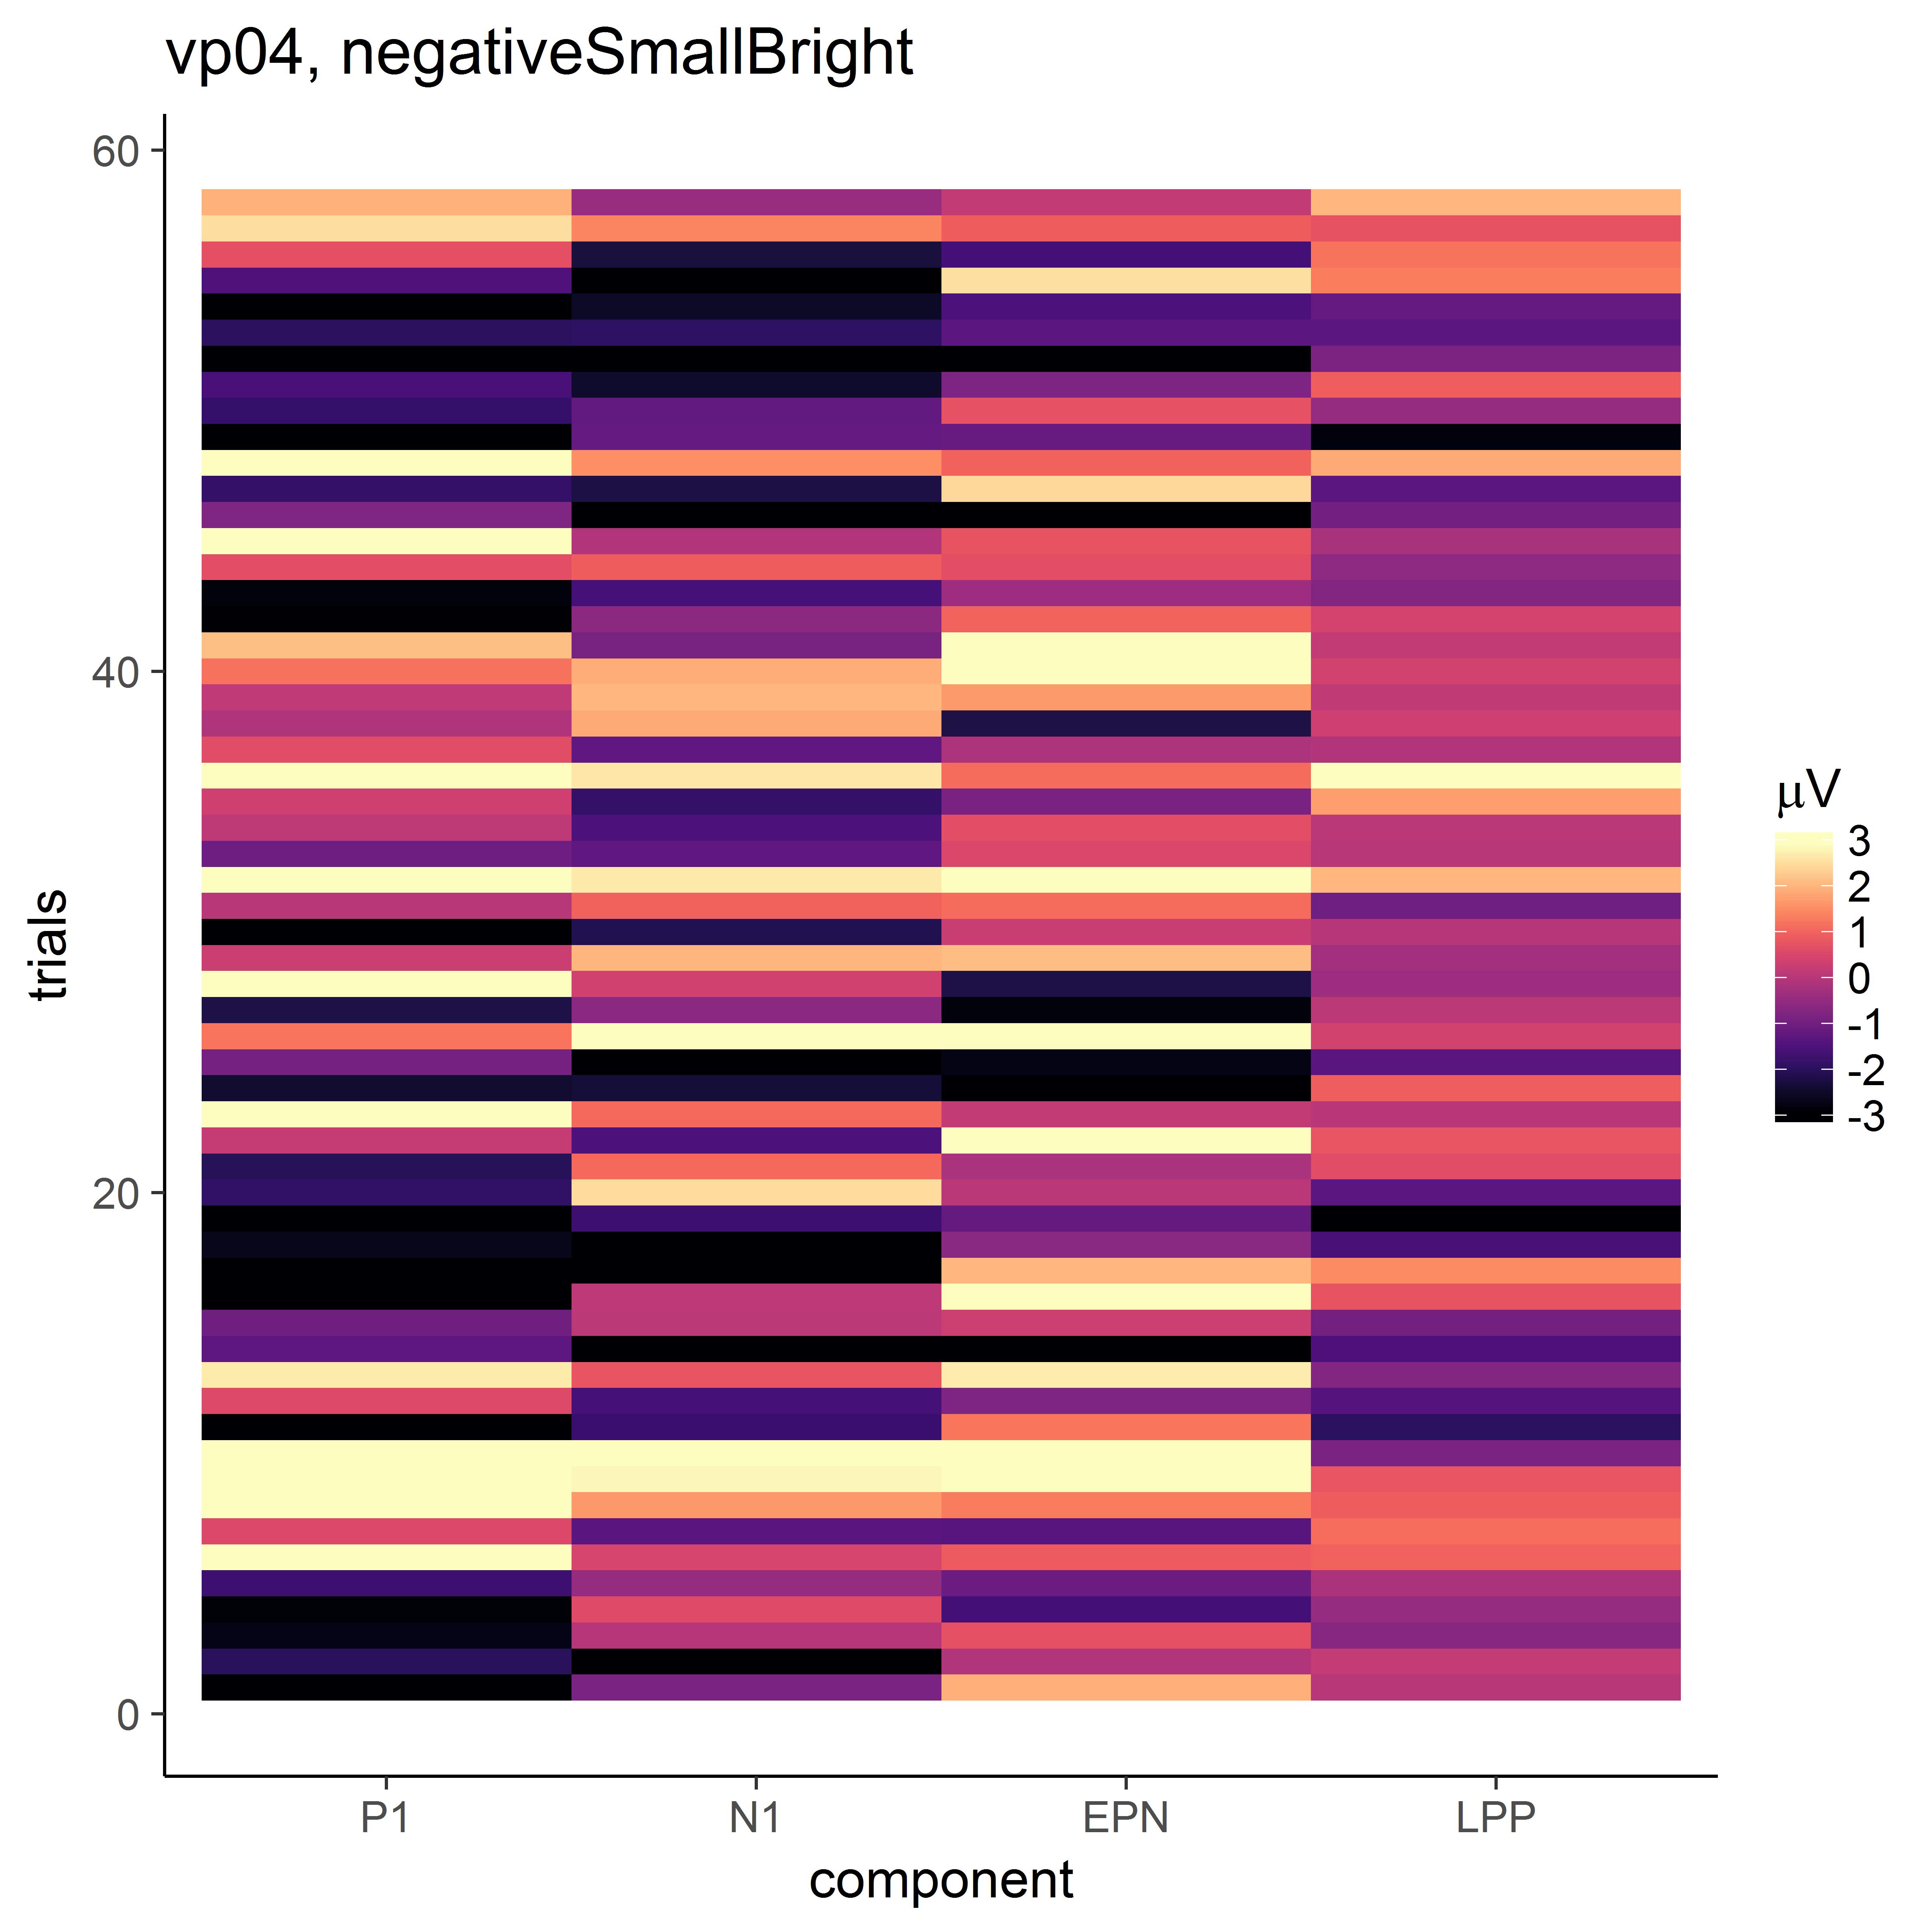 vp04, negativeSmallBright
60
40
20
0
trials
P1 N1 EPN LPP
component
μV
3
2
1
0
-1
-2
-3